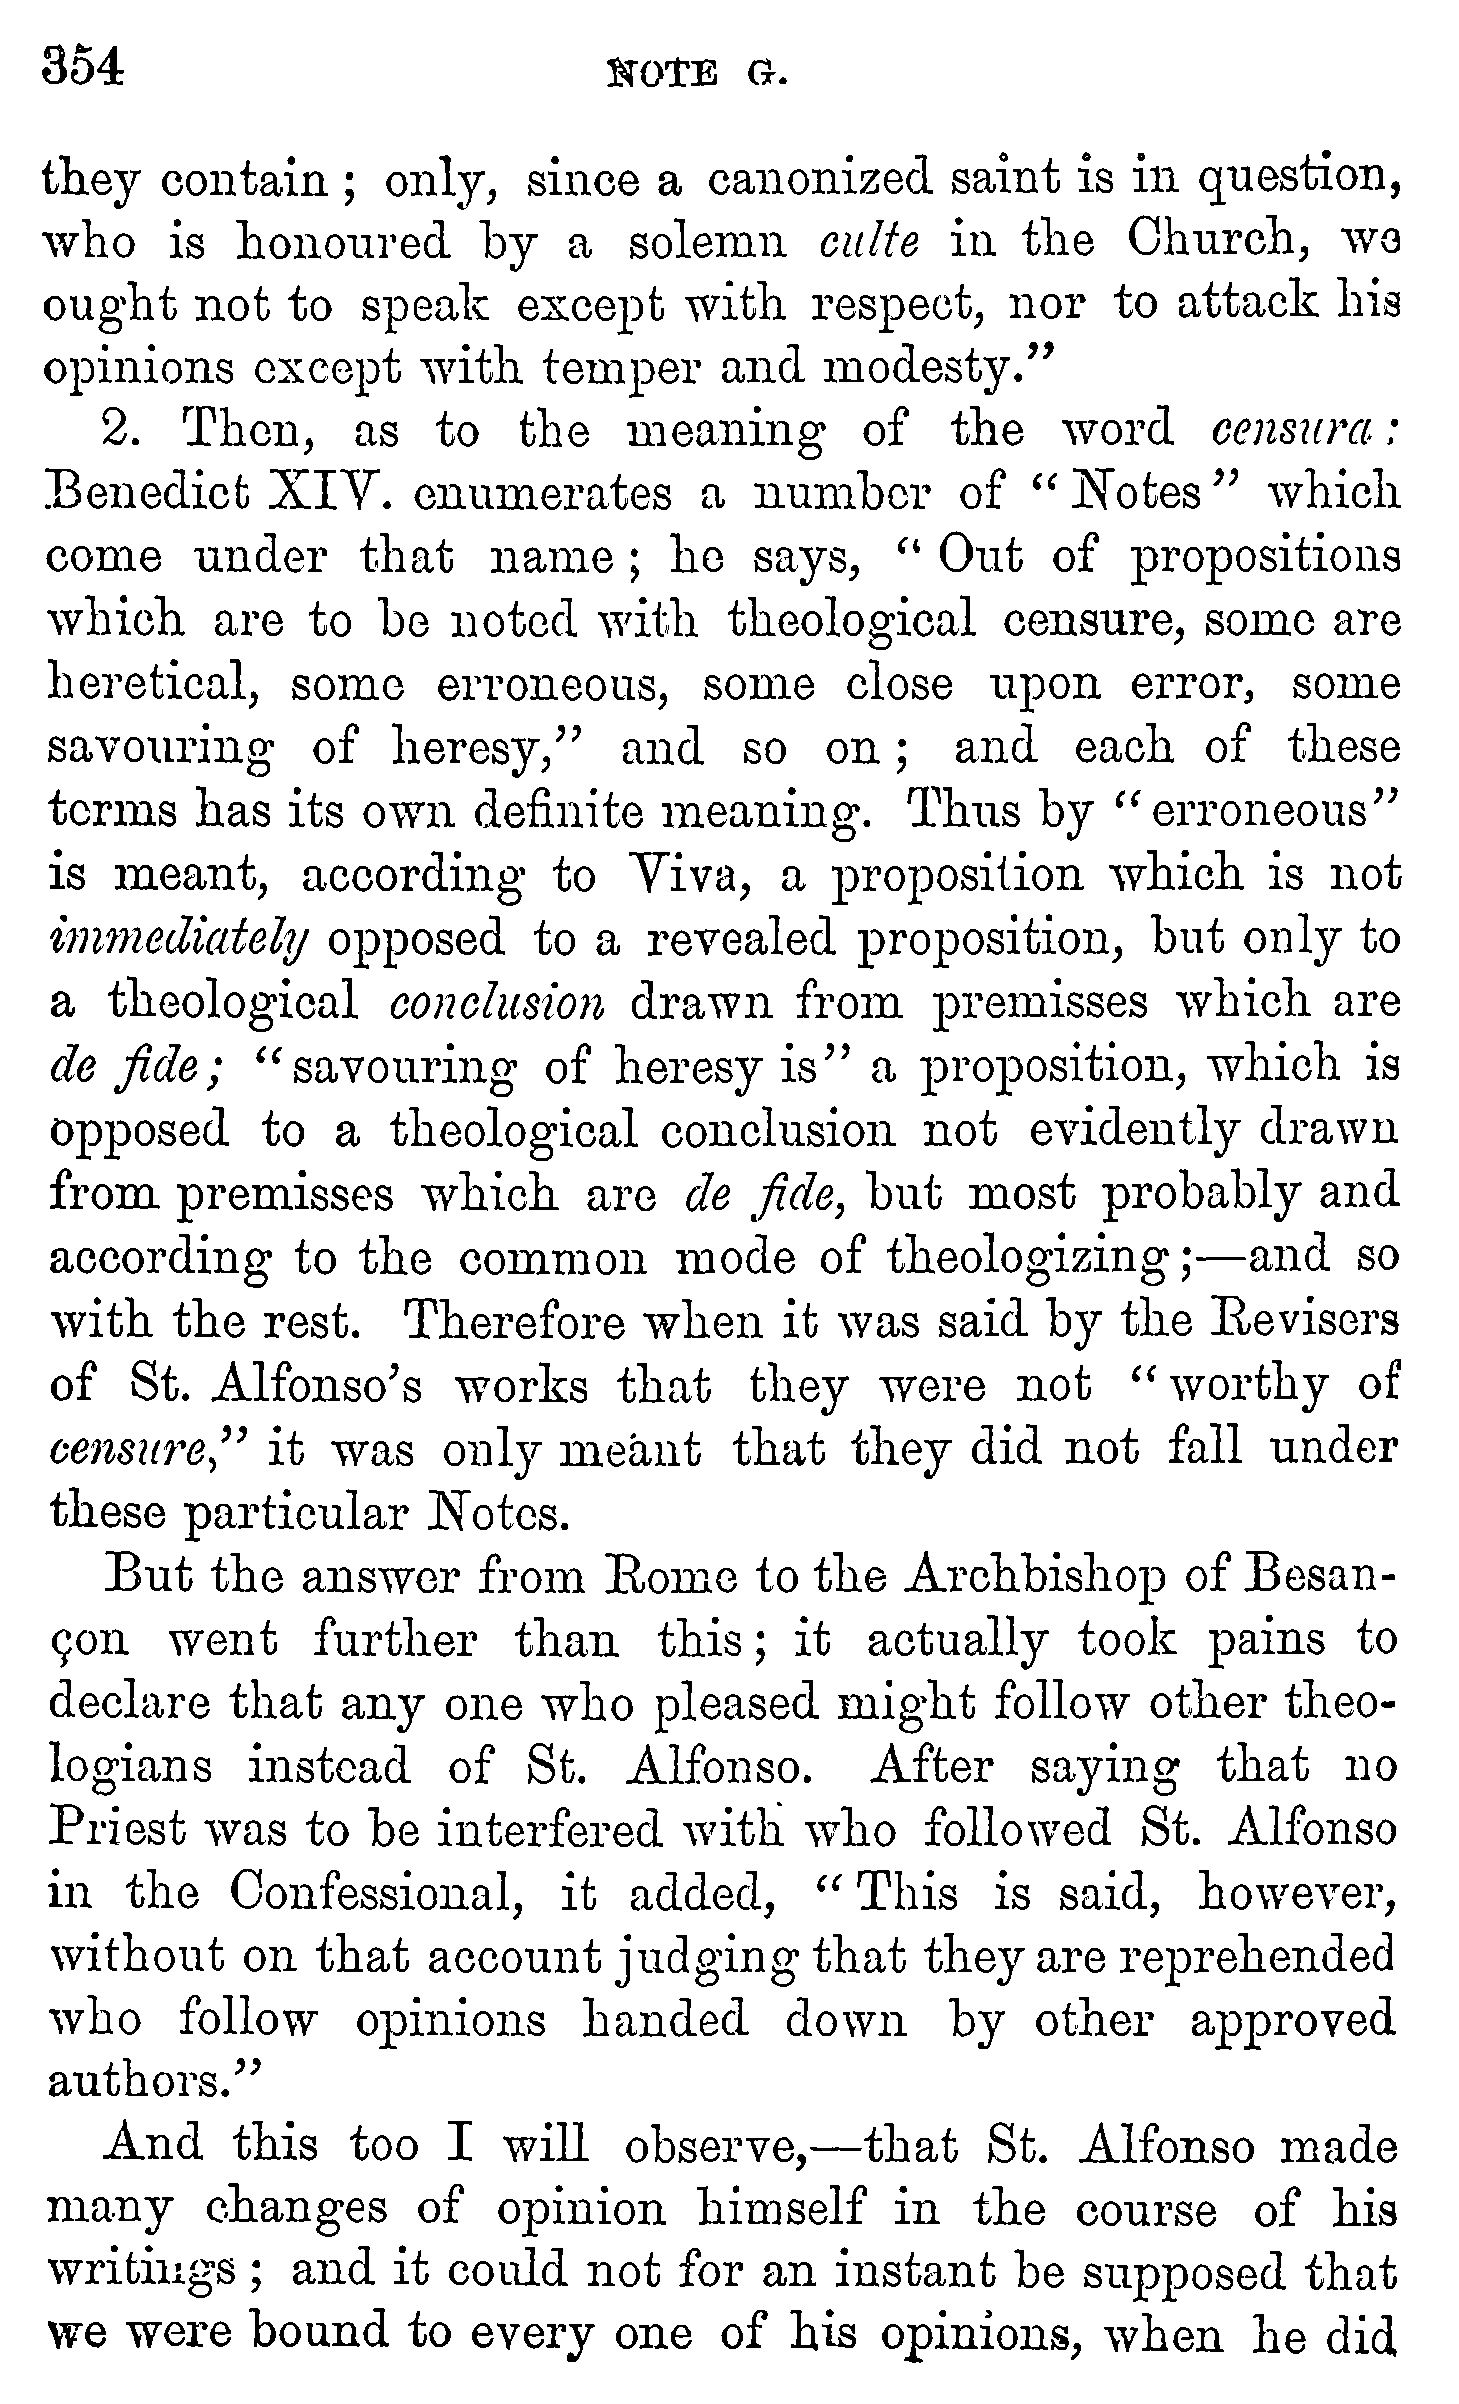 354 NOTE G.
they contain ; only, since a canonized saint is in question,
who is honoured by a solemn culte in the Church, we
ought not to speak except with respect, nor to attack his
opinions except with temper and modesty.”
2. Then, as to the meaning of the word censura :
Benedict XIV. enumerates a number of “ Notes ” which
come under that name ; he says, “ Out of propositions
which are to be noted with theological censure, some are
heretical, some erroneous, some close upon error, some
savouring of heresy,” and so on ; and each of these
terms has its own definite meaning. Thus by “ erroneous ”
is meant, according to Viva, a proposition which is not
immediately opposed to a revealed proposition, but only to
a theological conclusion drawn from premisses which are
de fide ; “ savouring of heresy is ” a proposition, which is
opposed to a theological conclusion not evidently drawn
from premisses which are de fide, but most probably and
according to the common mode of theologizing ;—and so
with the rest. Therefore when it was said by the Revisers
of St. Alfonso’s works that they were not “ worthy of
censure,” it was only meant that they did not fall under
these particular Notes.
But the answer from Rome to the Archbishop of Besan-
çon went further than this ; it actually took pains to
declare that any one who pleased might follow other theo-
logians instead of St. Alfonso. After saying that no
Priest was to be interfered with who followed St. Alfonso
in the Confessional, it added, “ This is said, however,
without on that account judging that they are reprehended
who follow opinions handed down by other approved
authors.”
And this too I will observe,—that St. Alfonso made
many changes of opinion himself in the course of his
writings ; and it could not for an instant be supposed that
we were bound to every one of his opinions, when he did